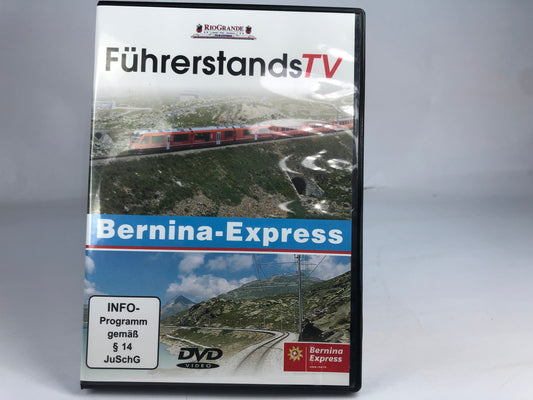 RIOGRANDE
FührerstandsTV
Bernina-Express
INFO-
Programm
gemäß
§ 14
JuSchG
DVD
VIDEO
Bernina
Express